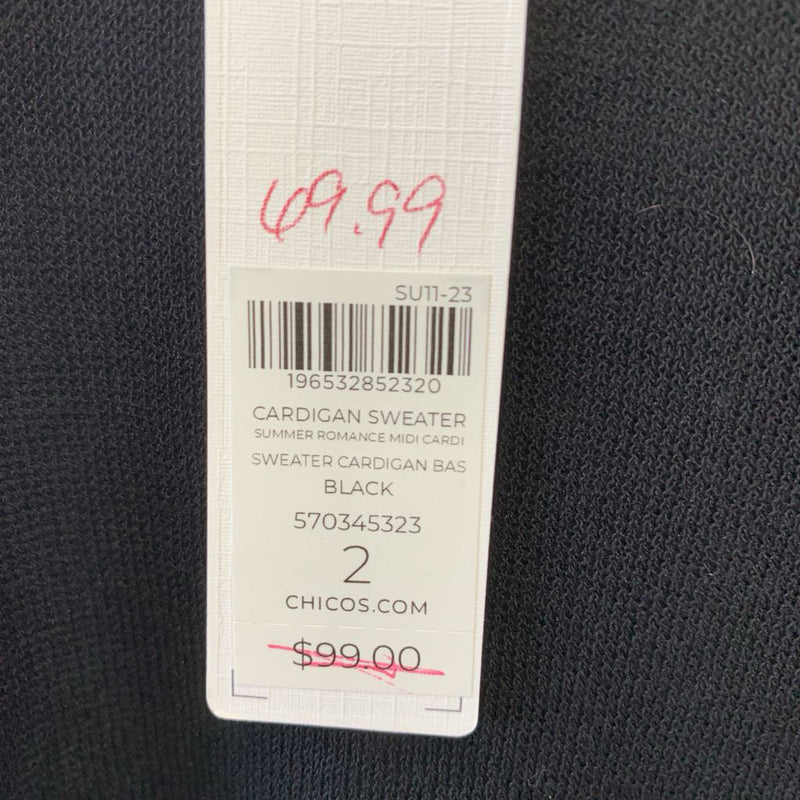 69.99
SU11-23
196532852320
CARDIGAN SWEATER
SUMMER ROMANCE MIDI CARDI
SWEATER CARDIGAN BAS
BLACK
570345323
2
CHICOS.COM
$99.00